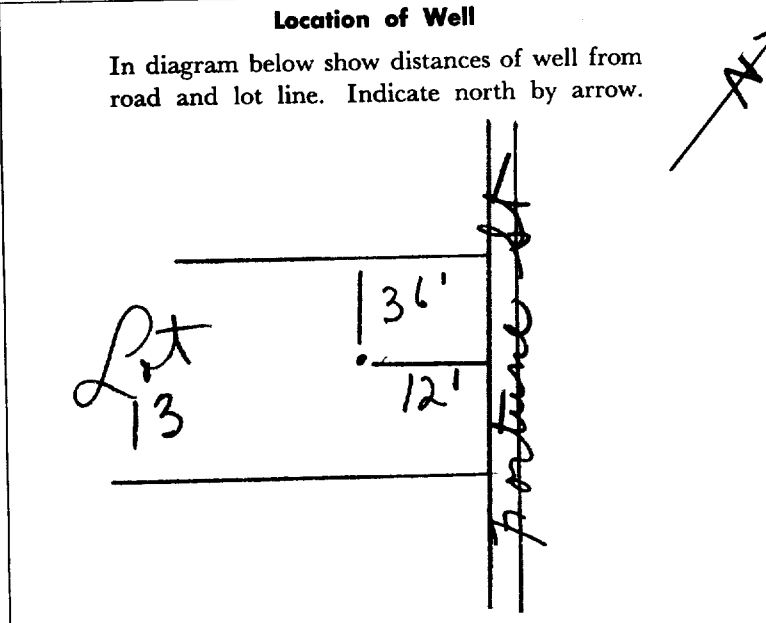 Location of Well
In diagram below show distances of well from
road and lot line. Indicate north by arrow.
N
36'
Lot
13
12'
Fortune St